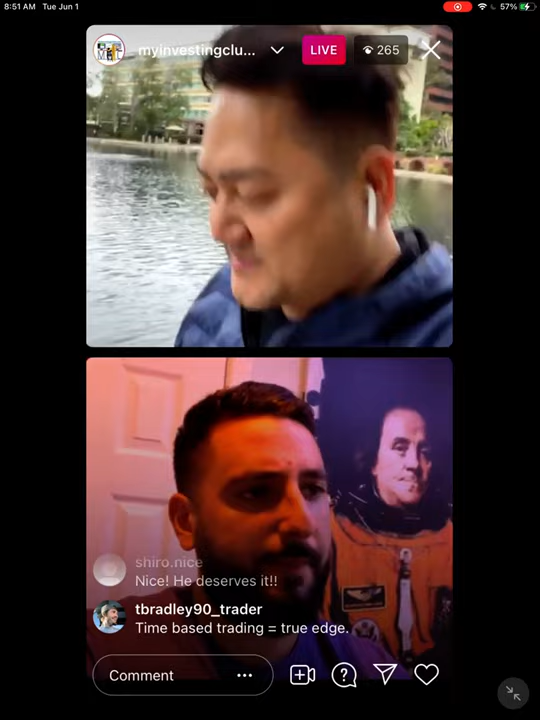 8:51 AM Tue Jun 1
57%
myinvestingclu...
LIVE
265
shiro.nice
Nice! He deserves it!!
tbradley90_trader
Time based trading = true edge.
Comment